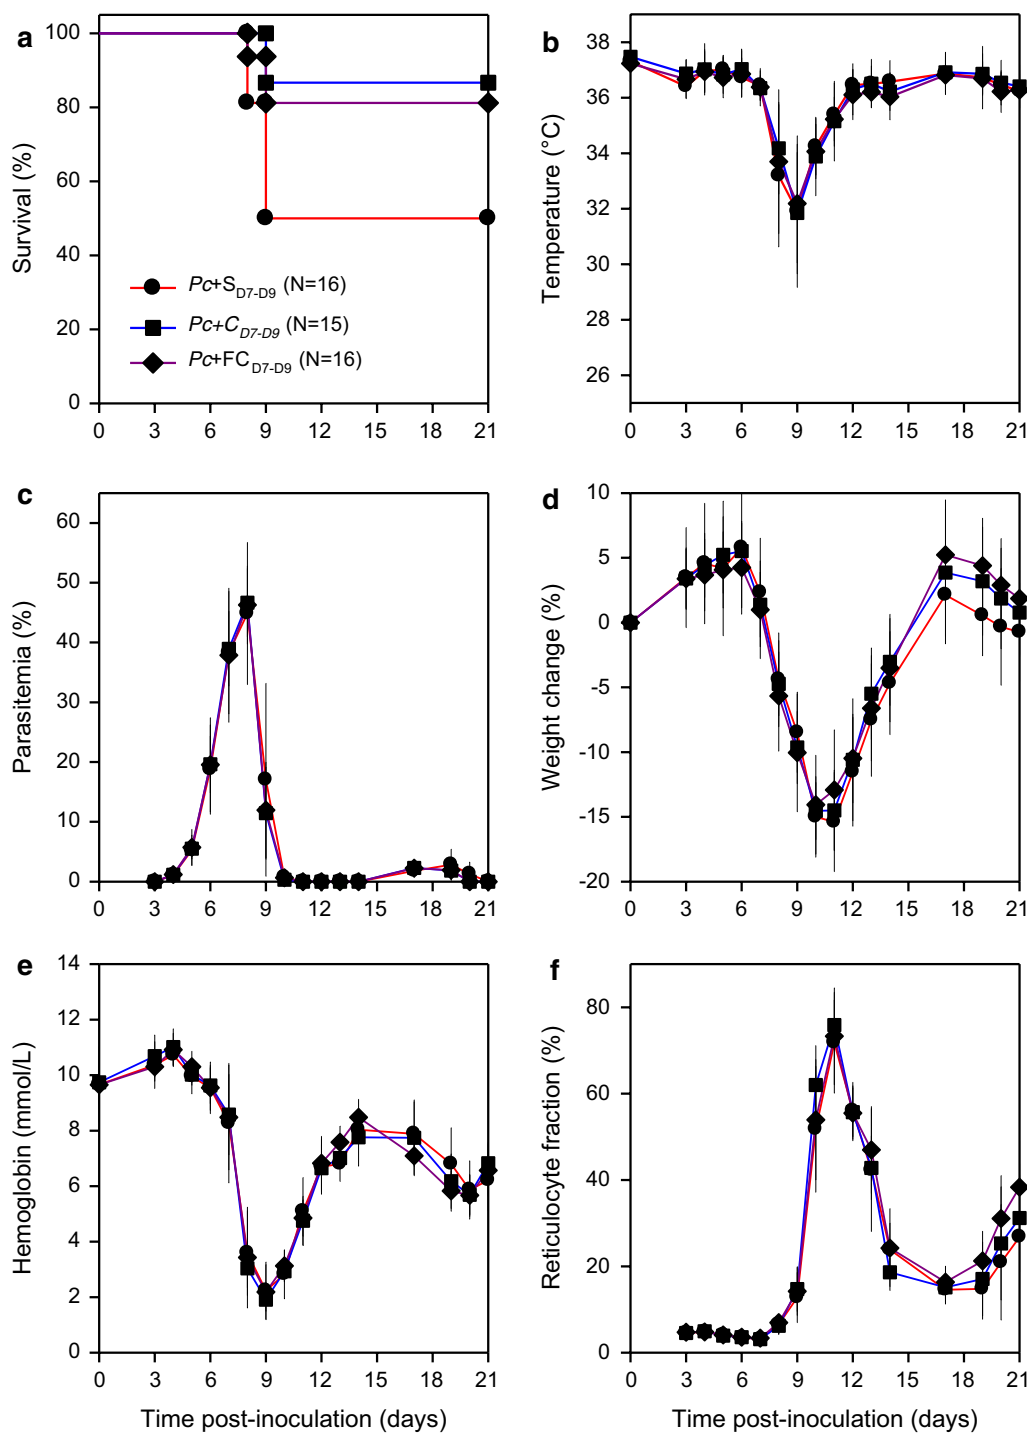 a
100
80
60
40
20
0
Survival (%)
Pc+S D7-D9 (N=16)
Pc+C D7-D9 (N=15)
Pc+FC D7-D9 (N=16)
0 3 6 9 12 15 18 21
b
38
36
34
32
30
28
26
Temperature (°C)
0 3 6 9 12 15 18 21
c
60
50
40
30
20
10
0
Parasitemia (%)
0 3 6 9 12 15 18 21
d
10
5
0
-5
-10
-15
-20
Weight change (%)
0 3 6 9 12 15 18 21
e
14
12
10
8
6
4
2
0
Hemoglobin (mmol/L)
0 3 6 9 12 15 18 21
Time post-inoculation (days)
f
80
60
40
20
0
Reticulocyte fraction (%)
0 3 6 9 12 15 18 21
Time post-inoculation (days)